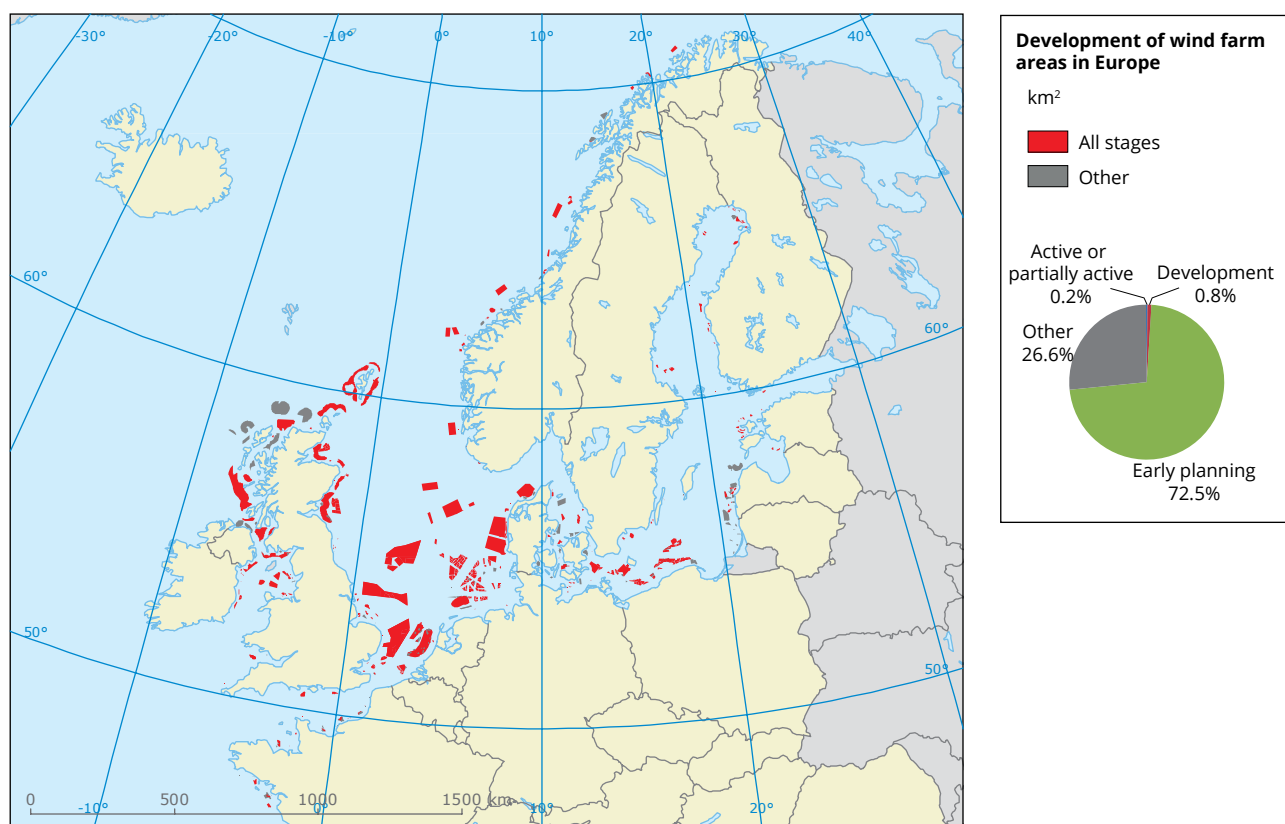 -30°
-20°
-10°
0°
10°
20°
30°
40°
60°
60°
50°
50°
0
500
1000
1500 km
-10°
0°
10°
20°
Development of wind farm
areas in Europe
km²
All stages
Other
Active or
partially active
0.2%
Development
0.8%
Other
26.6%
Early planning
72.5%